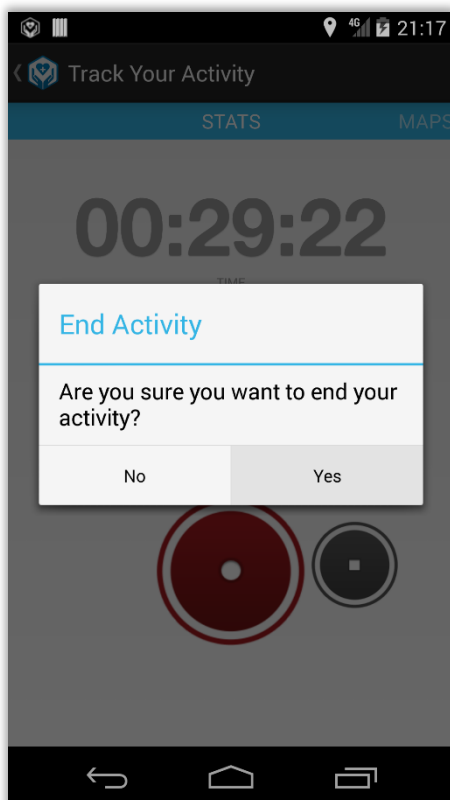 4G 21:17
Track Your Activity
STATS MAPS
00:29:22
TIME
End Activity
Are you sure you want to end your
activity?
No Yes